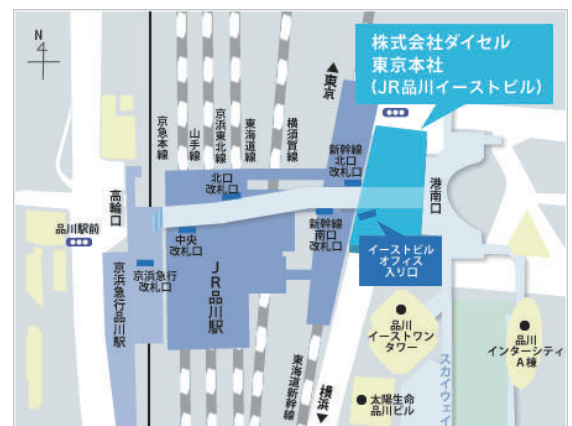 N
株式会社ダイセル
東京本社
(JR品川イーストビル)
▲東京
京急本線
山手線
京浜東北線
東海道線
横須賀線
新幹線
北口
改札口
北口
改札口
港南口
高輪口
品川駅前
中央
改札口
新幹線
南口
改札口
イーストビル
オフィス
入り口
京浜急行
改札口
京浜急行品川駅
JR品川駅
品川
イーストワン
タワー
品川
インターシティ
A棟
スカイウェイ
東海道新幹線
横浜▼
太陽生命
品川ビル